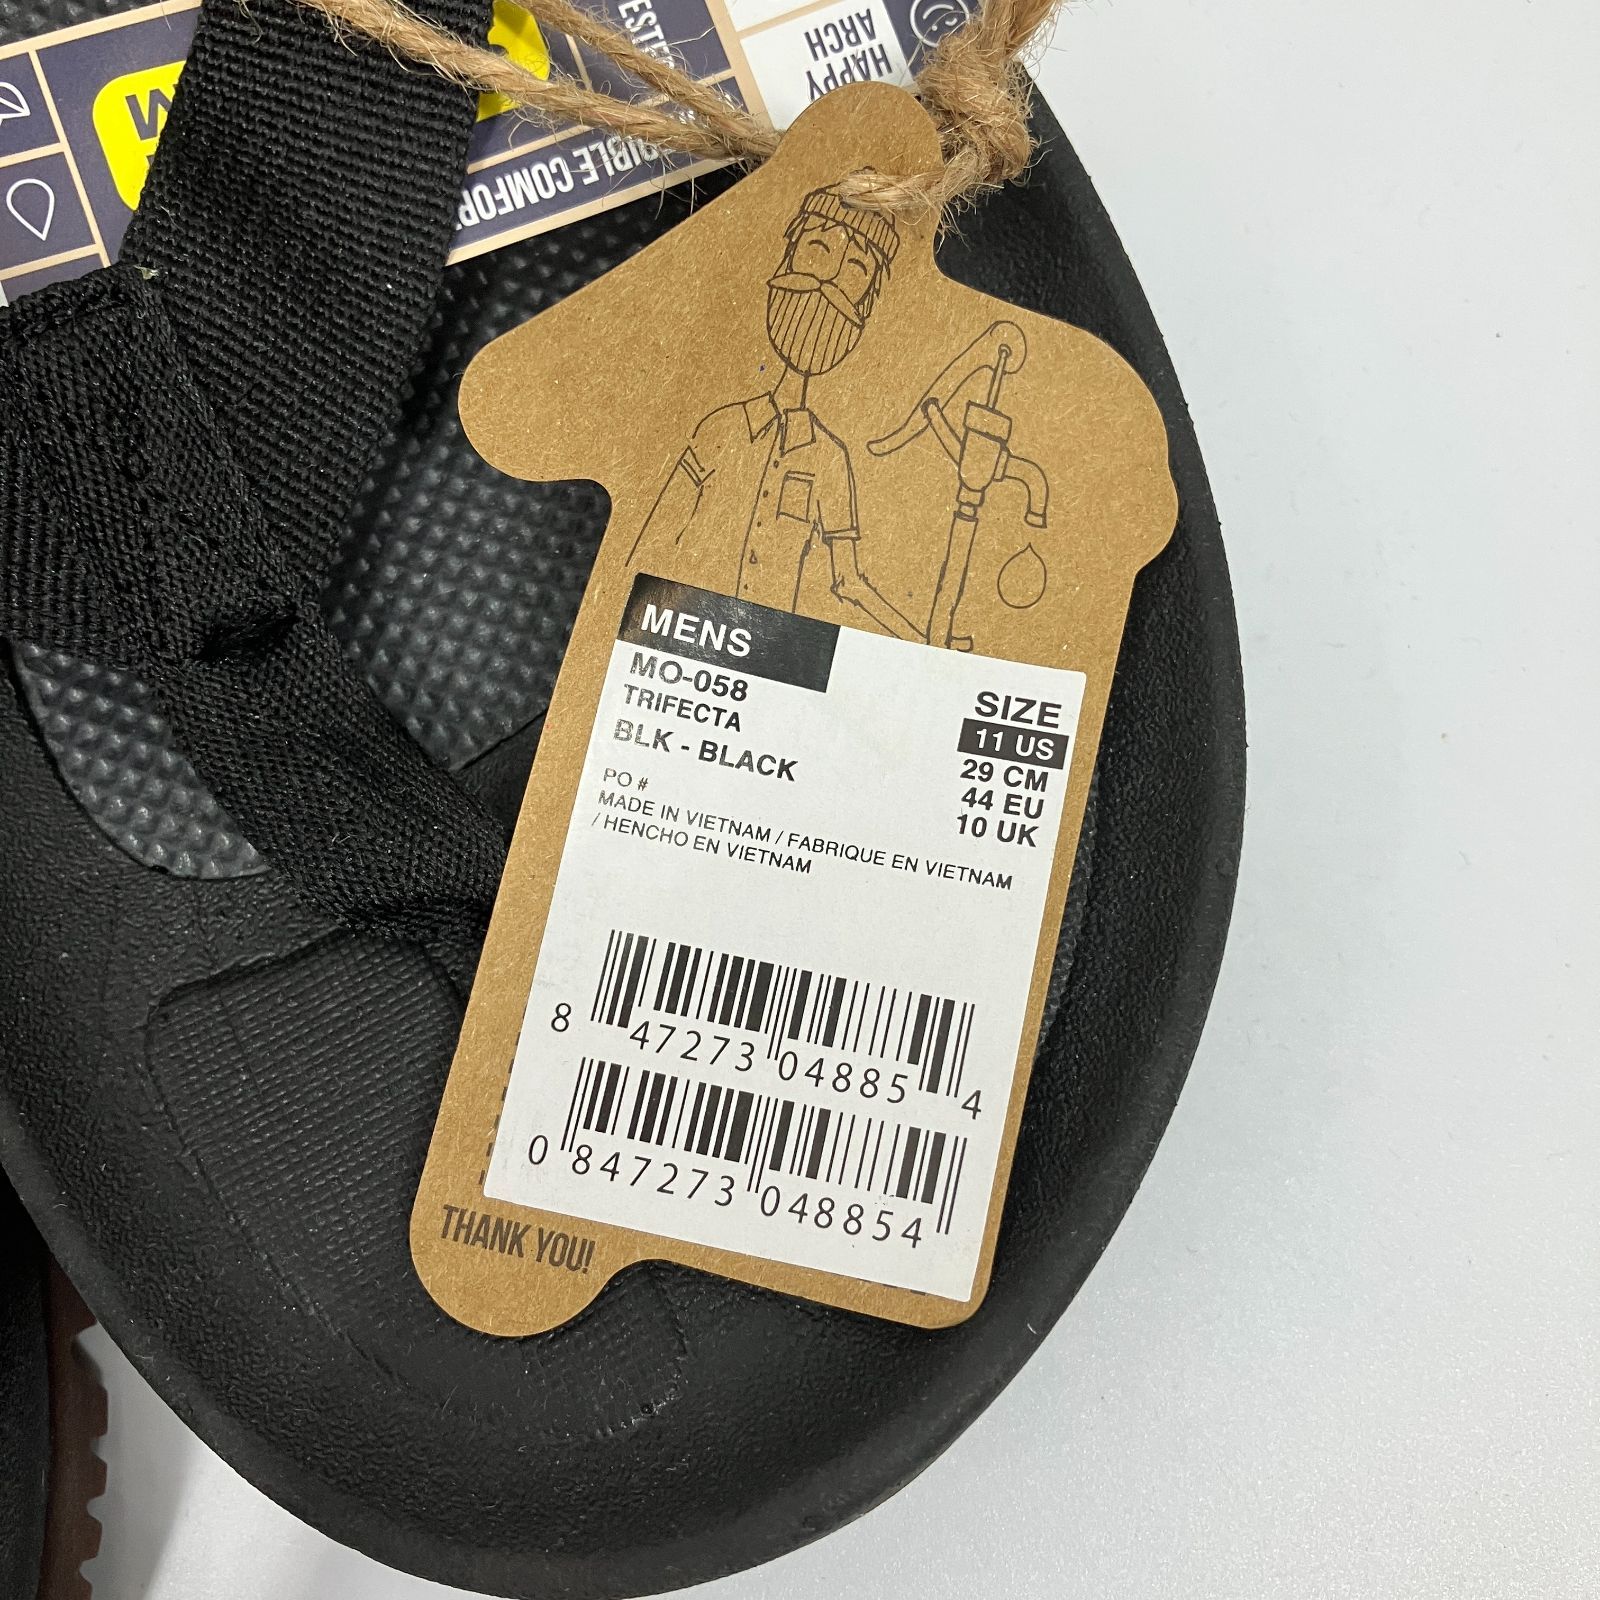 HAPPY
ARCH
MENS
MO-058
TRIFECTA
BLK - BLACK
SIZE
11 US
29 CM
44 EU
10 UK
PO #
MADE IN VIETNAM / FABRIQUE EN VIETNAM
/ HENCHO EN VIETNAM
8 47273 04885 4
0 847273 048854
THANK YOU!